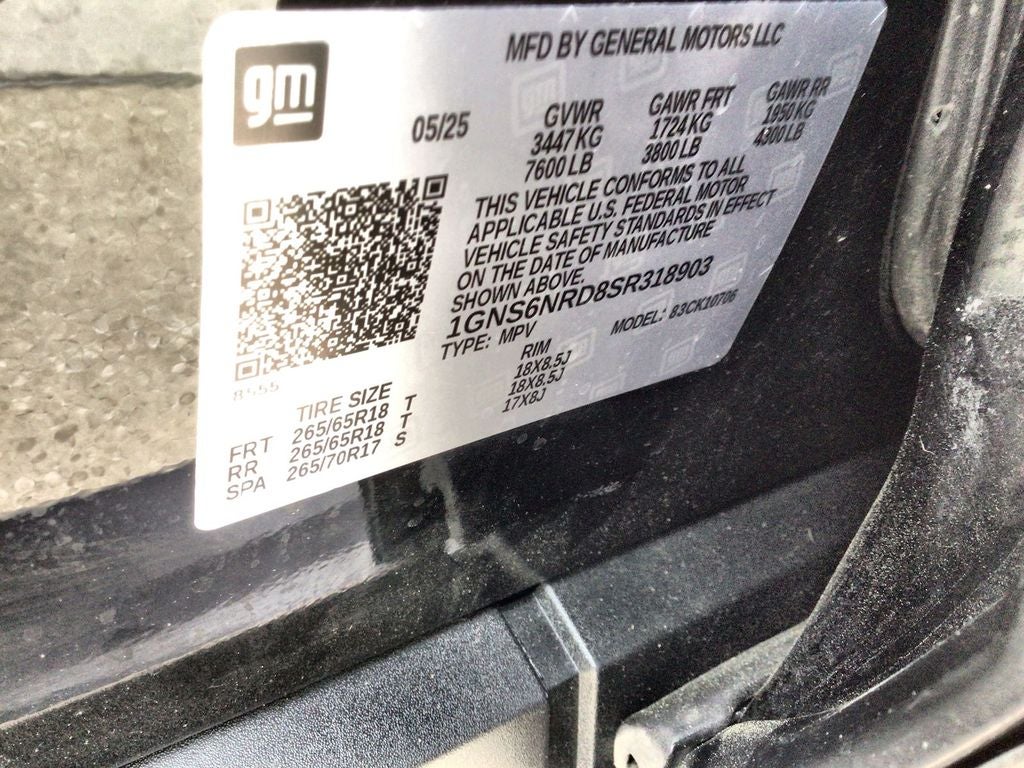 gm
MFD BY GENERAL MOTORS LLC
05/25
GVWR
3447 KG
7600 LB
GAWR FRT
1724 KG
3800 LB
GAWR RR
1950 KG
4300 LB
THIS VEHICLE CONFORMS TO ALL
APPLICABLE U.S. FEDERAL MOTOR
VEHICLE SAFETY STANDARDS IN EFFECT
ON THE DATE OF MANUFACTURE
SHOWN ABOVE.
1GNS6NRD8SR318903
TYPE: MPV
MODEL: 83CK10706
8555
TIRE SIZE
RIM
FRT 265/65R18 T 18X8.5J
RR 265/65R18 T 18X8.5J
SPA 265/70R17 S 17X8J